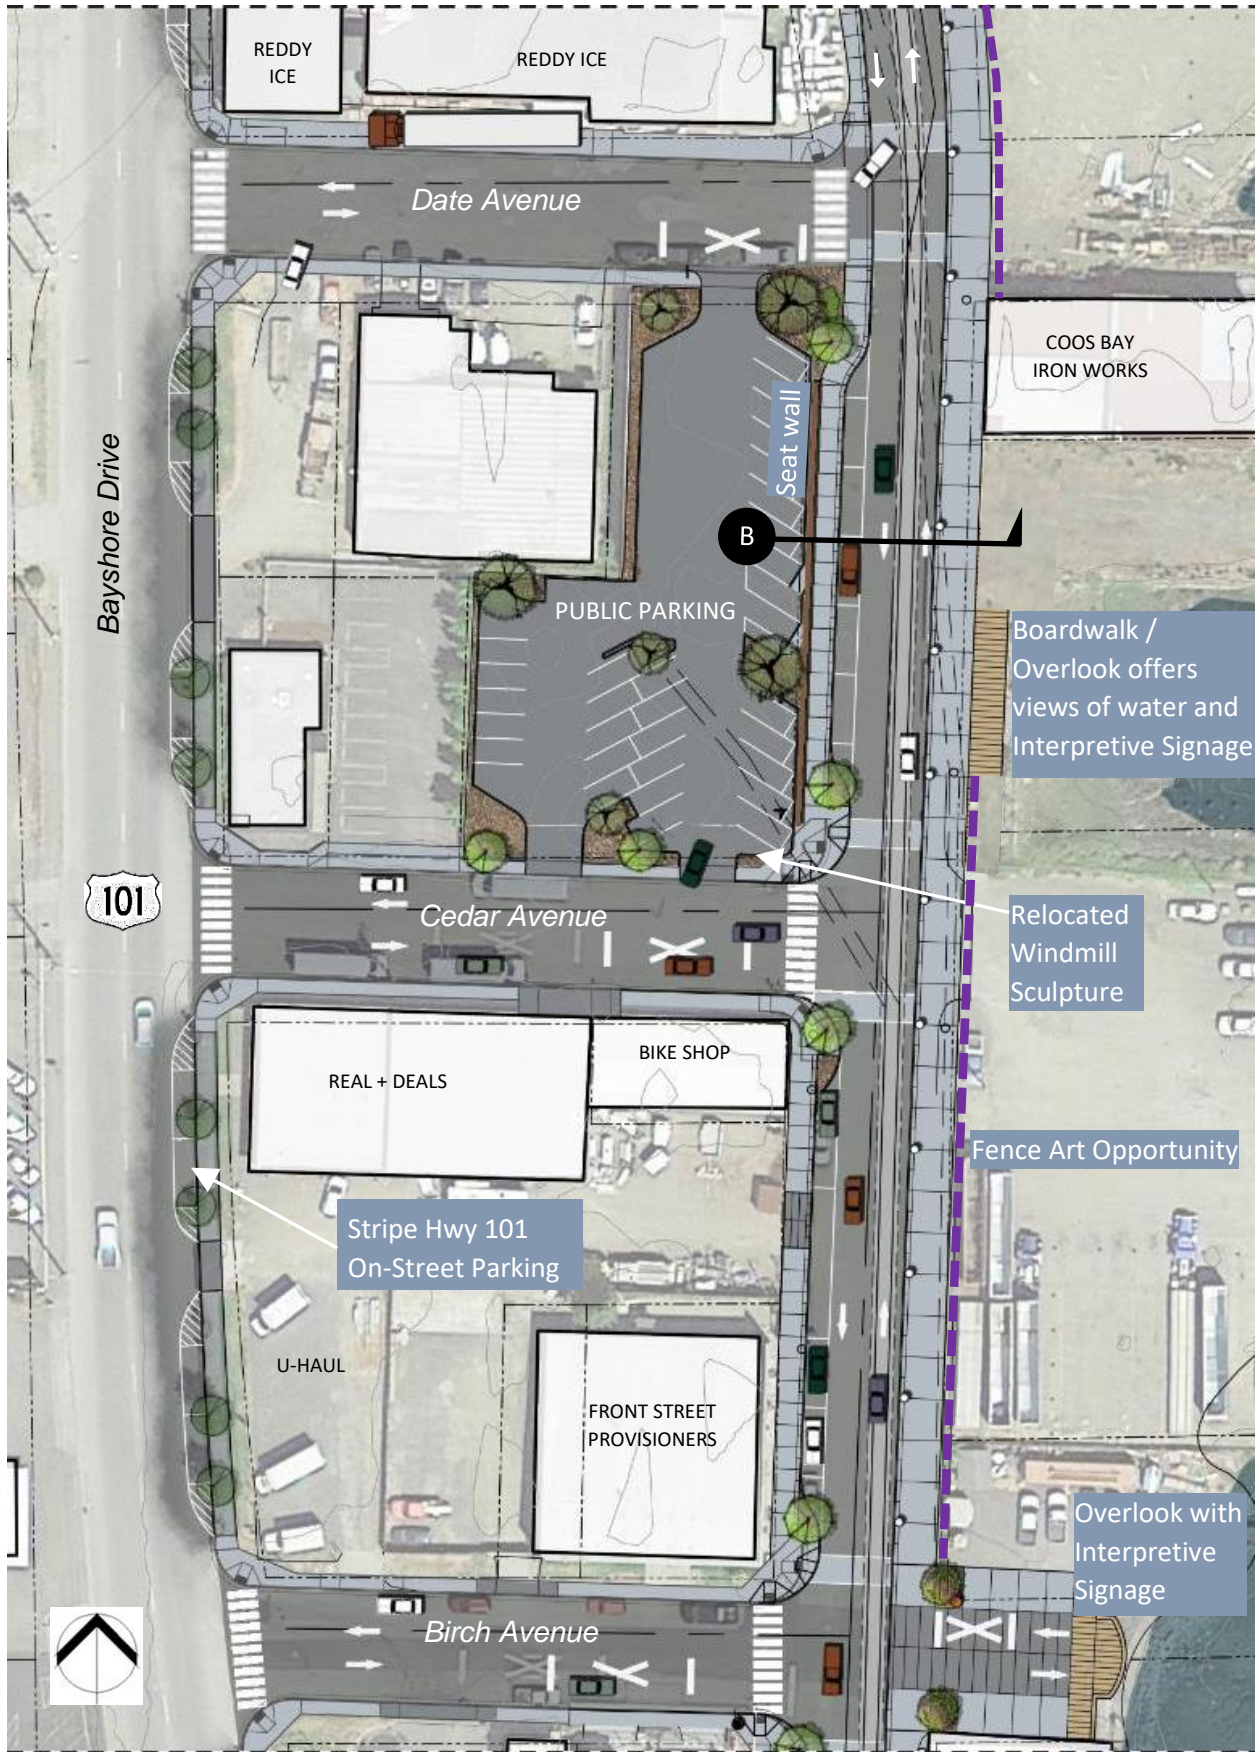 REDDY
ICE
REDDY ICE
Date Avenue
COOS BAY
IRON WORKS
Seat wall
Bayshore Drive
B
PUBLIC PARKING
Boardwalk /
Overlook offers
views of water and
Interpretive Signage
101
Cedar Avenue
Relocated
Windmill
Sculpture
REAL + DEALS
BIKE SHOP
Fence Art Opportunity
Stripe Hwy 101
On-Street Parking
U-HAUL
FRONT STREET
PROVISIONERS
Overlook with
Interpretive
Signage
Birch Avenue